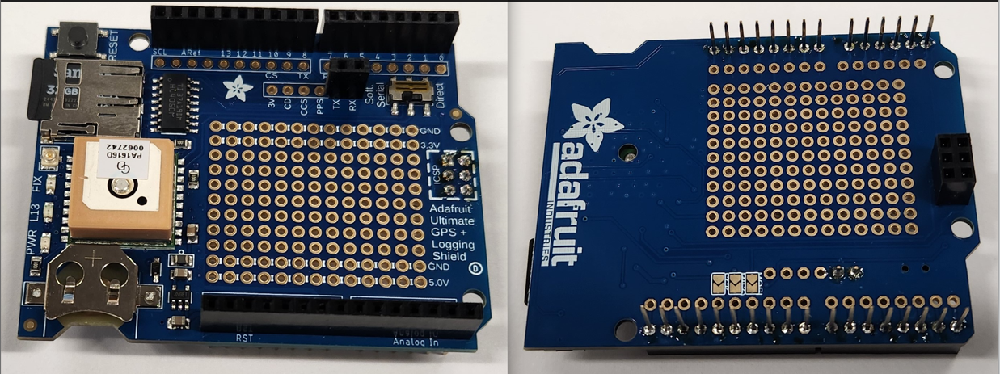 RESET
SCL ARef 13 12 11 10 9 8 7 6 5 4 3 2 1 0
CS TX
3V CD CCS PPS TX RX
Soft. Serial
Direct
GND
3.3V
PA1616D
0062742
FIX
L13
PWR
ICSP
Adafruit
Ultimate
GPS +
Logging
Shield
GND
5.0V
RST
Analog In
adafruit
INDUSTRIES